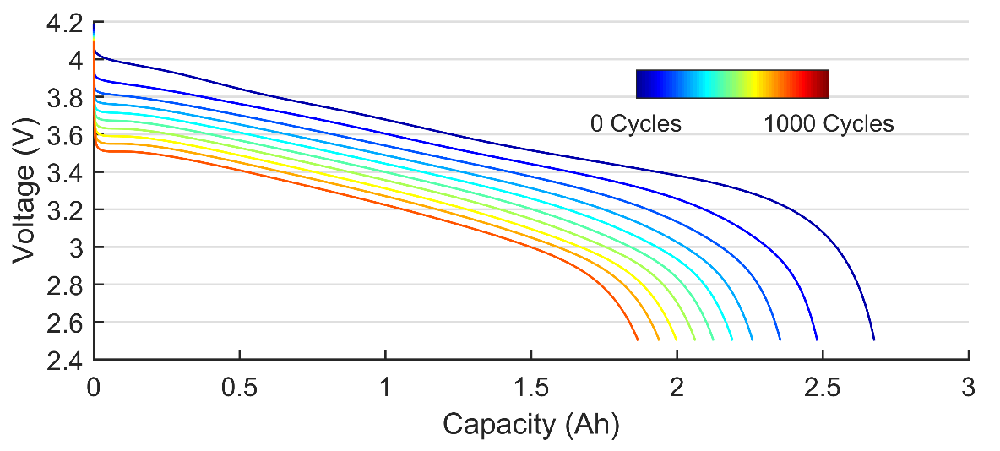 4.2
4
3.8
3.6
3.4
3.2
3
2.8
2.6
2.4
Voltage (V)
0 Cycles 1000 Cycles
0 0.5 1 1.5 2 2.5 3
Capacity (Ah)